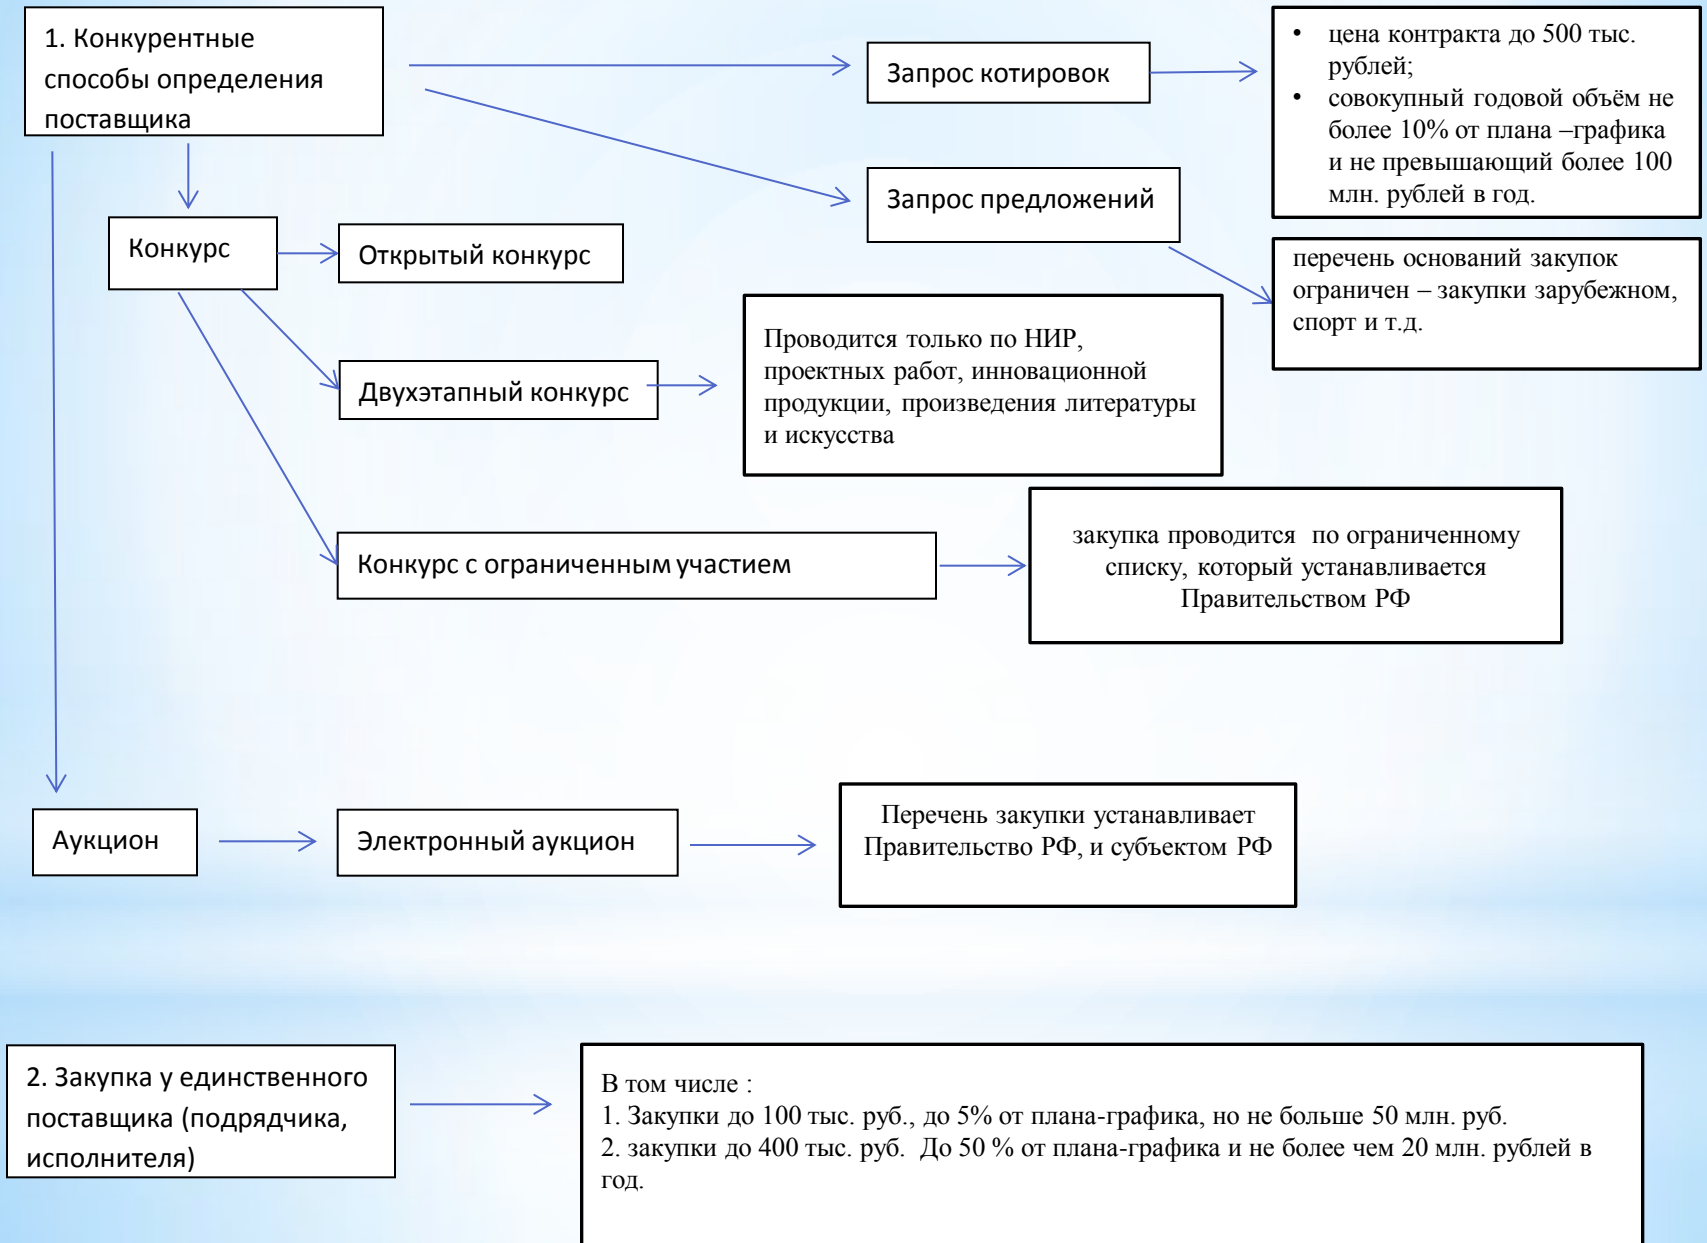 1. Конкурентные
способы определения
поставщика
Запрос котировок
• цена контракта до 500 тыс.
рублей;
• совокупный годовой объём не
более 10% от плана –графика
и не превышающий более 100
млн. рублей в год.
Запрос предложений
перечень оснований закупок
ограничен – закупки зарубежном,
спорт и т.д.
Конкурс
Открытый конкурс
Двухэтапный конкурс
Проводится только по НИР,
проектных работ, инновационной
продукции, произведения литературы
и искусства
Конкурс с ограниченным участием
закупка проводится по ограниченному
списку, который устанавливается
Правительством РФ
Аукцион
Электронный аукцион
Перечень закупки устанавливает
Правительство РФ, и субъектом РФ
2. Закупка у единственного
поставщика (подрядчика,
исполнителя)
В том числе :
1. Закупки до 100 тыс. руб., до 5% от плана-графика, но не больше 50 млн. руб.
2. закупки до 400 тыс. руб. До 50 % от плана-графика и не более чем 20 млн. рублей в
год.